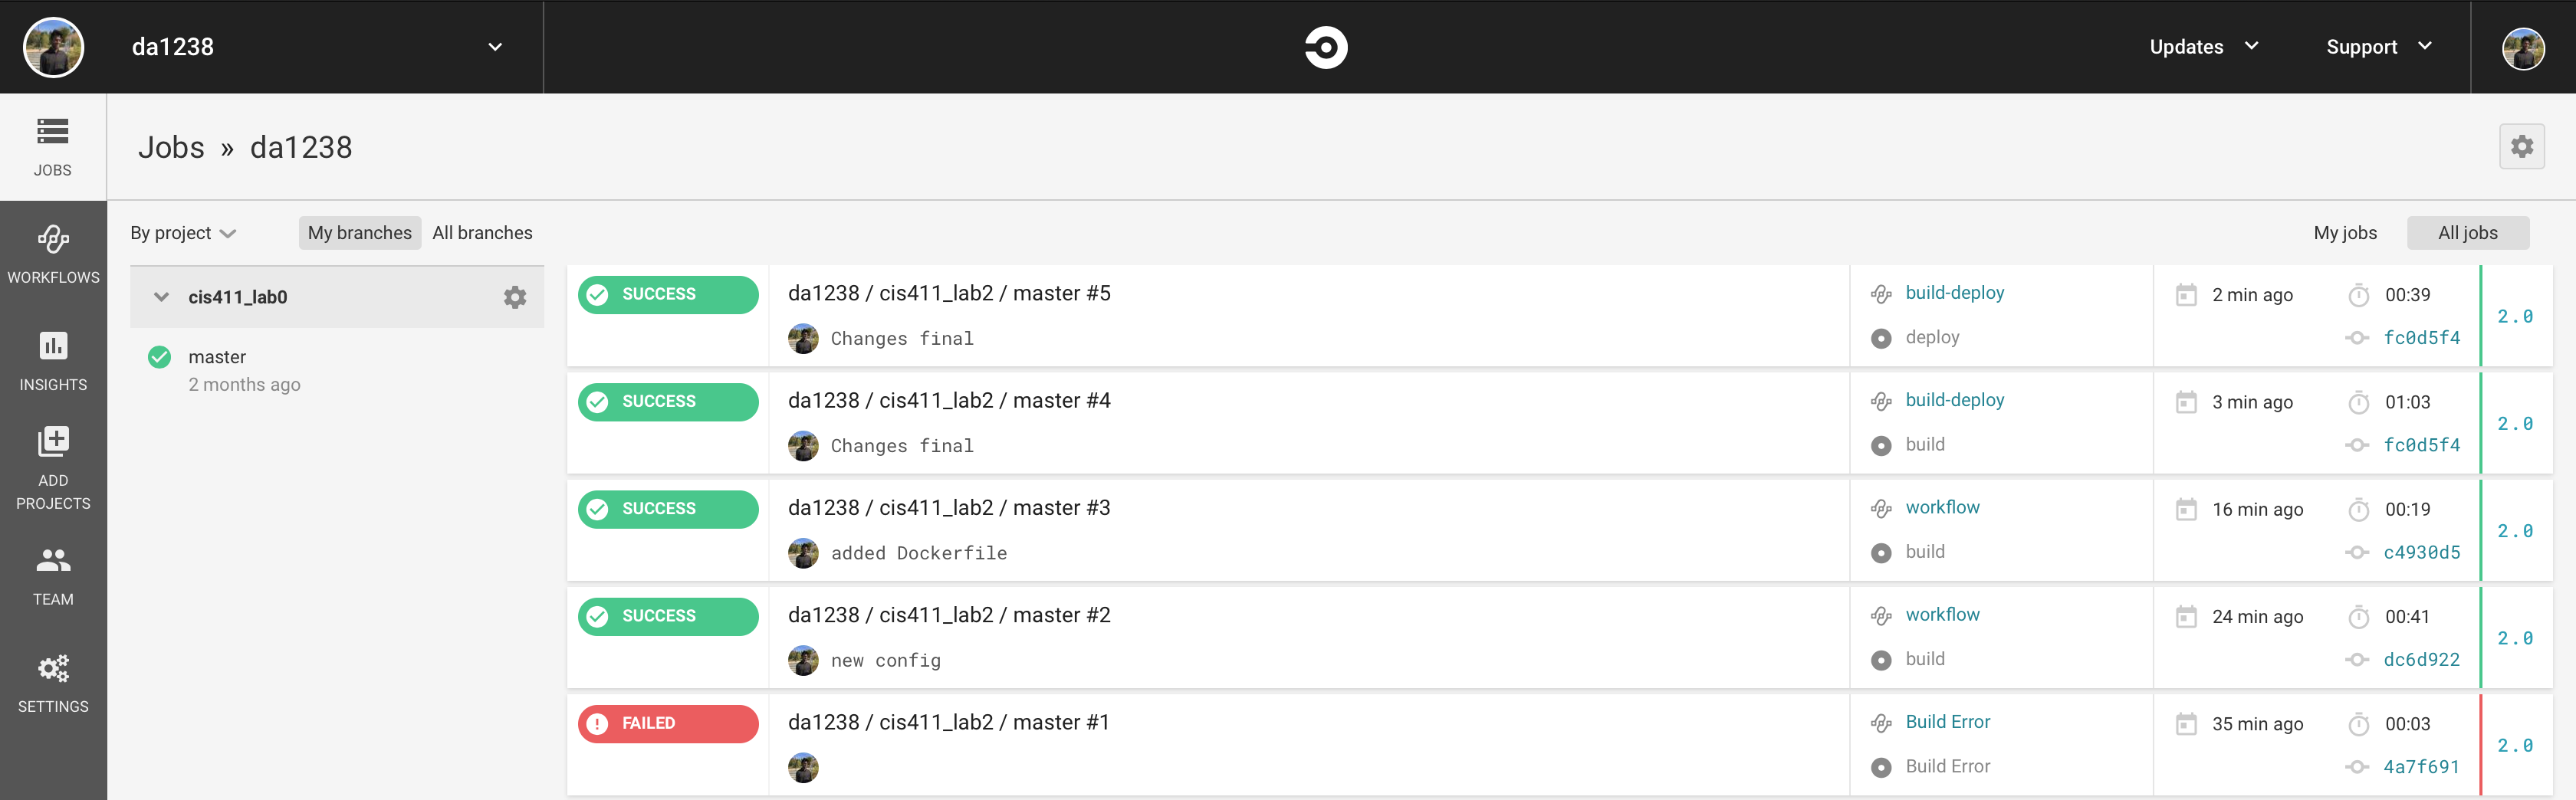 da1238
Updates
Support
JOBS
WORKFLOWS
INSIGHTS
ADD
PROJECTS
TEAM
SETTINGS
Jobs » da1238
By project
My branches
All branches
My jobs
All jobs
cis411_lab0
master
2 months ago
SUCCESS
da1238 / cis411_lab2 / master #5
Changes final
build-deploy
deploy
2 min ago
00:39
fc0d5f4
2.0
SUCCESS
da1238 / cis411_lab2 / master #4
Changes final
build-deploy
build
3 min ago
01:03
fc0d5f4
2.0
SUCCESS
da1238 / cis411_lab2 / master #3
added Dockerfile
workflow
build
16 min ago
00:19
c4930d5
2.0
SUCCESS
da1238 / cis411_lab2 / master #2
new config
workflow
build
24 min ago
00:41
dc6d922
2.0
FAILED
da1238 / cis411_lab2 / master #1
Build Error
Build Error
35 min ago
00:03
4a7f691
2.0